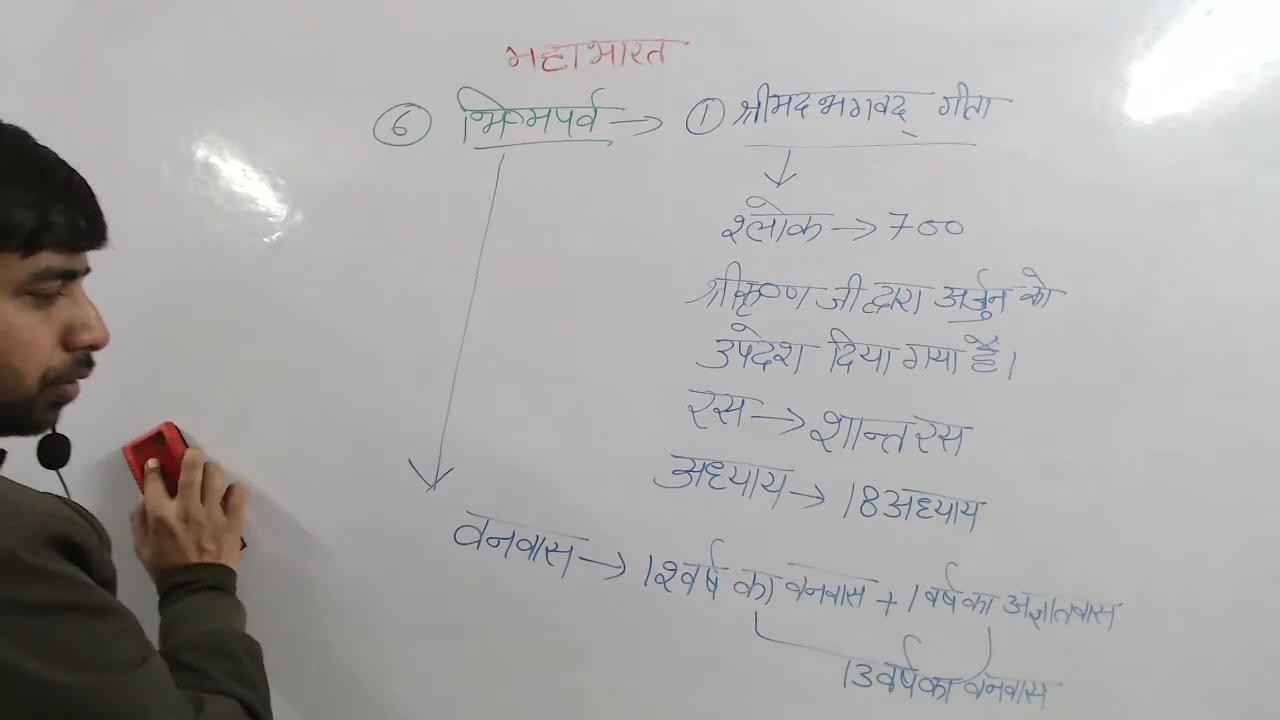 महाभारत
⑥ भिष्मपर्व → ① श्रीमद भगवद् गीता
श्लोक → 700
श्रीकृष्ण जी द्वारा अर्जुन को
उपदेश दिया गया है।
रस → शान्त रस
अध्याय → 18 अध्याय
वनवास → 12 वर्ष का वनवास + 1 वर्ष का अज्ञातवास
13 वर्ष का वनवास